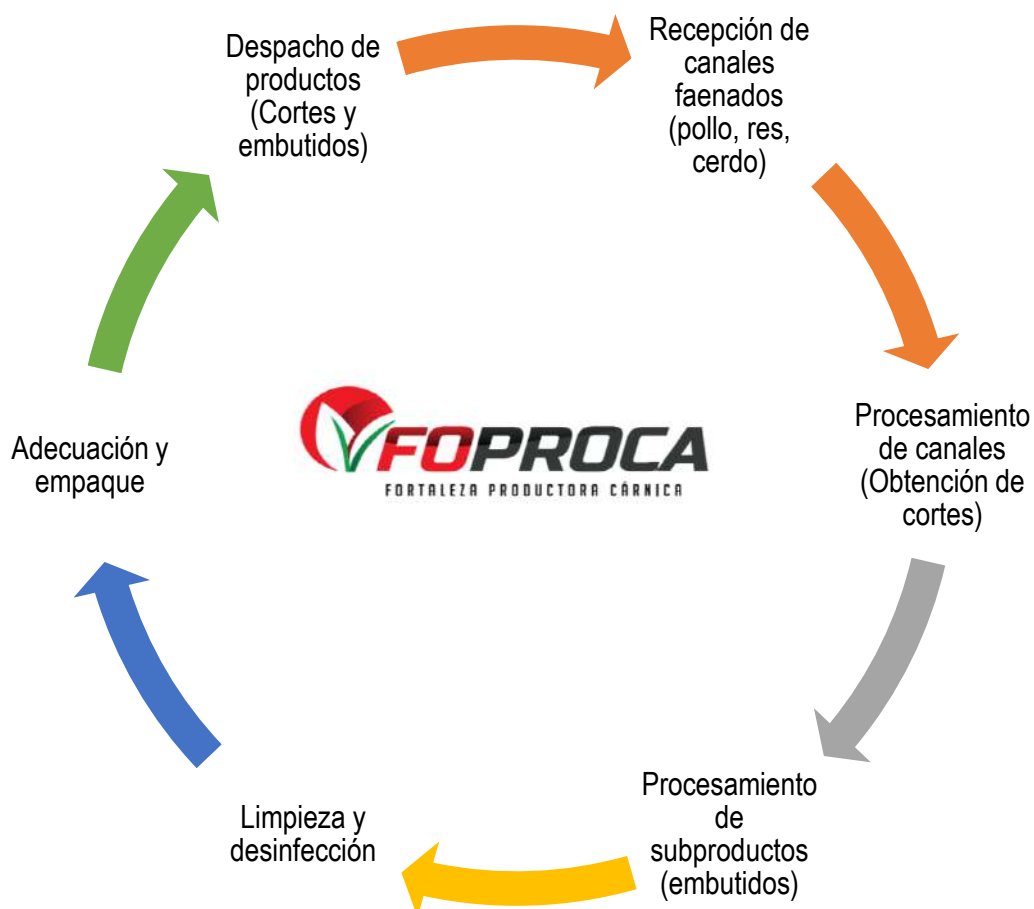 Despacho de
productos
(Cortes y
embutidos)
Recepción de
canales
faenados
(pollo, res,
cerdo)
Procesamiento
de canales
(Obtención de
cortes)
Procesamiento
de
subproductos
(embutidos)
Limpieza y
desinfección
Adecuación y
empaque
FOPROCA
FORTALEZA PRODUCTORA CÁRNICA